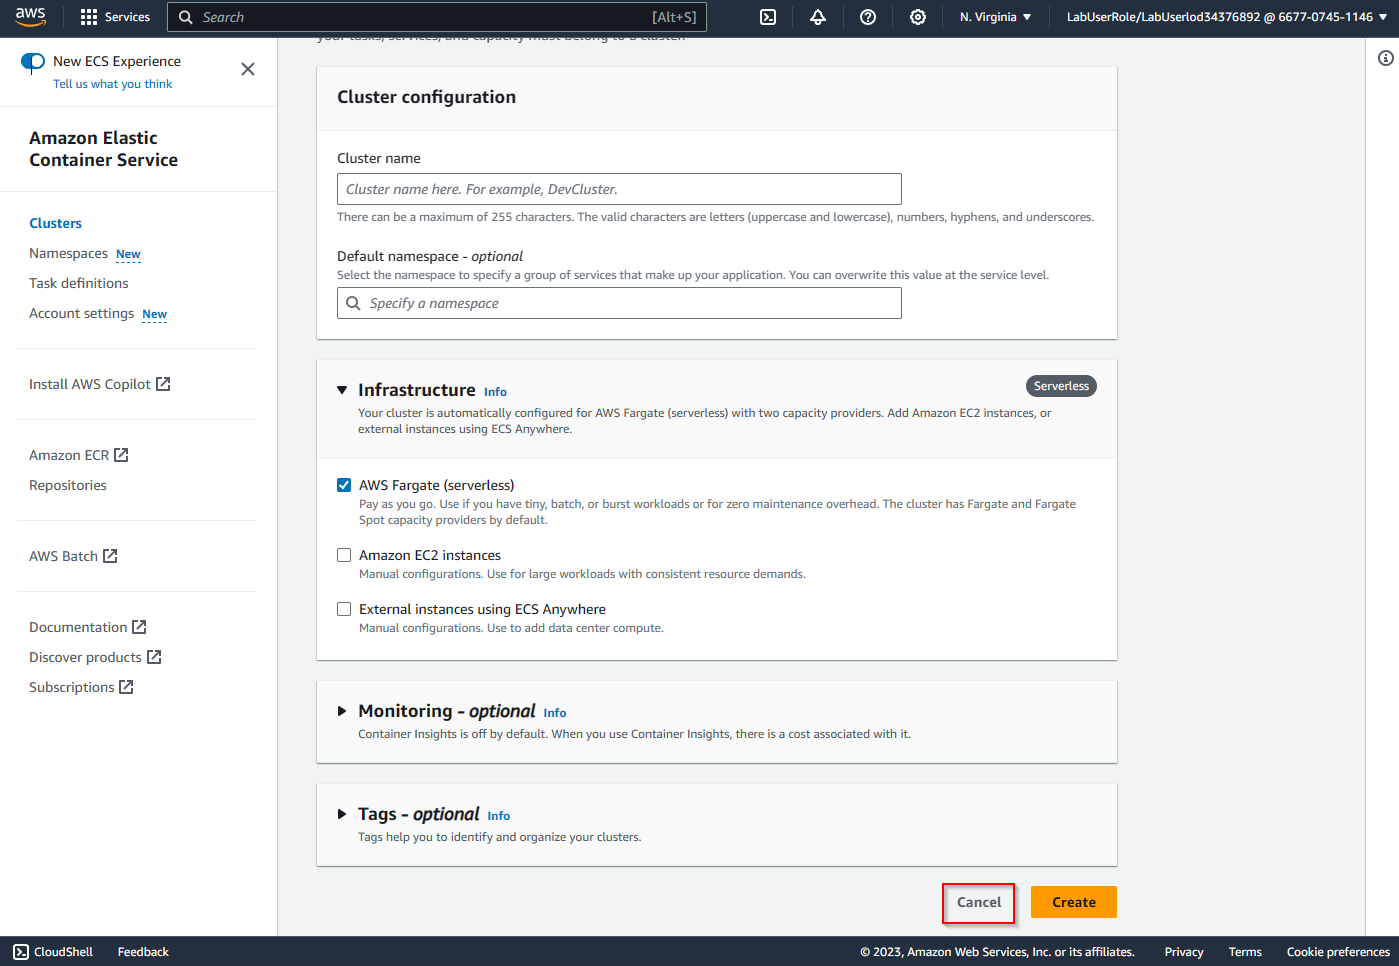 aws
Services
Search
[Alt+S]
N. Virginia
LabUserRole/LabUserlod34376892 @ 6677-0745-1146
New ECS Experience
Tell us what you think
Amazon Elastic
Container Service
Clusters
Namespaces New
Task definitions
Account settings New
Install AWS Copilot
Amazon ECR
Repositories
AWS Batch
Documentation
Discover products
Subscriptions
your tasks, services, and capacity must belong to a cluster.
Cluster configuration
Cluster name
Cluster name here. For example, DevCluster.
There can be a maximum of 255 characters. The valid characters are letters (uppercase and lowercase), numbers, hyphens, and underscores.
Default namespace - optional
Select the namespace to specify a group of services that make up your application. You can overwrite this value at the service level.
Specify a namespace
Infrastructure Info
Serverless
Your cluster is automatically configured for AWS Fargate (serverless) with two capacity providers. Add Amazon EC2 instances, or
external instances using ECS Anywhere.
AWS Fargate (serverless)
Pay as you go. Use if you have tiny, batch, or burst workloads or for zero maintenance overhead. The cluster has Fargate and Fargate
Spot capacity providers by default.
Amazon EC2 instances
Manual configurations. Use for large workloads with consistent resource demands.
External instances using ECS Anywhere
Manual configurations. Use to add data center compute.
Monitoring - optional Info
Container Insights is off by default. When you use Container Insights, there is a cost associated with it.
Tags - optional Info
Tags help you to identify and organize your clusters.
Cancel
Create
CloudShell
Feedback
© 2023, Amazon Web Services, Inc. or its affiliates.
Privacy
Terms
Cookie preferences